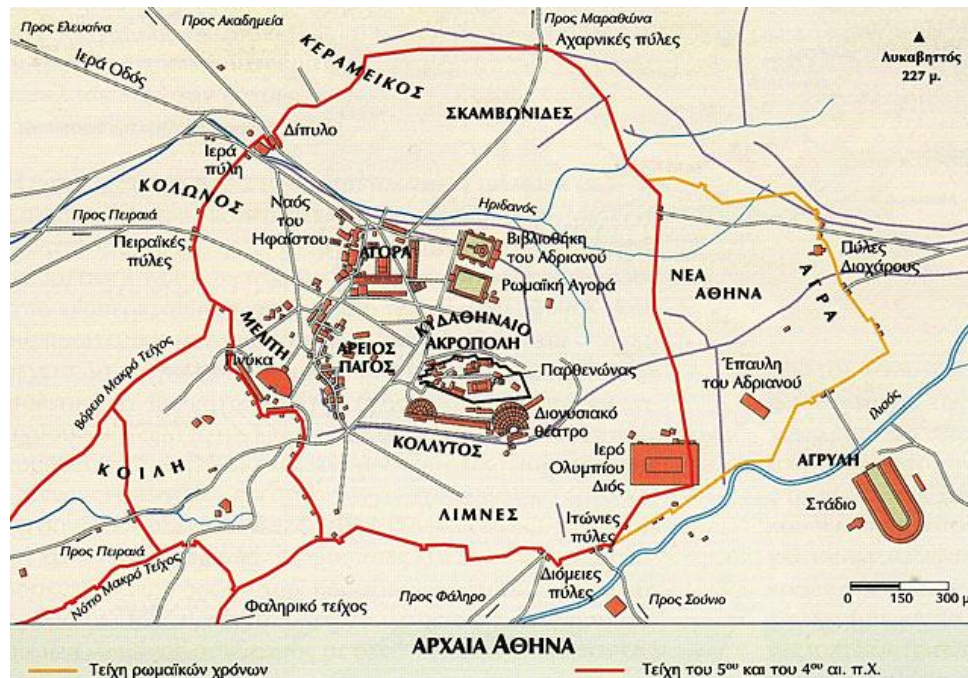 Προς Ελευσίνα
Προς Ακαδημεία
Προς Μαραθώνα
Αχαρνικές πύλες
Λυκαβηττός
227 μ.
Ιερά Οδός
ΚΕΡΑΜΕΙΚΟΣ
ΣΚΑΜΒΩΝΙΔΕΣ
Δίπυλο
Ιερά
πύλη
ΚΟΛΩΝΟΣ
Ναός
του
Ηφαίστου
Ηριδανός
Προς Πειραιά
Πειραϊκές
πύλες
ΑΓΟΡΑ
Βιβλιοθήκη
του Αδριανού
Ρωμαϊκή Αγορά
ΝΕΑ
ΑΘΗΝΑ
Πύλες
Διοχάρους
ΑΓΡΑ
ΜΕΛΙΤΗ
Πνύκα
ΑΡΕΙΟΣ
ΠΑΓΟΣ
ΚΥΔΑΘΗΝΑΙΟ
ΑΚΡΟΠΟΛΗ
Παρθενώνας
Έπαυλη
του Αδριανού
Ιλισός
Βόρειο Μακρό Τείχος
Διονυσιακό
θέατρο
ΚΟΛΛΥΤΟΣ
ΚΟΙΛΗ
Ιερό
Ολυμπίου
Διός
ΑΓΡΥΛΗ
Στάδιο
ΛΙΜΝΕΣ
Ιτώνιες
πύλες
Προς Πειραιά
Νότιο Μακρό Τείχος
Φαληρικό τείχος
Προς Φάληρο
Διόμειες
πύλες
Προς Σούνιο
0 150 300 μ
ΑΡΧΑΙΑ ΑΘΗΝΑ
Τείχη ρωμαϊκών χρόνων
Τείχη του 5ου και του 4ου αι. π.Χ.